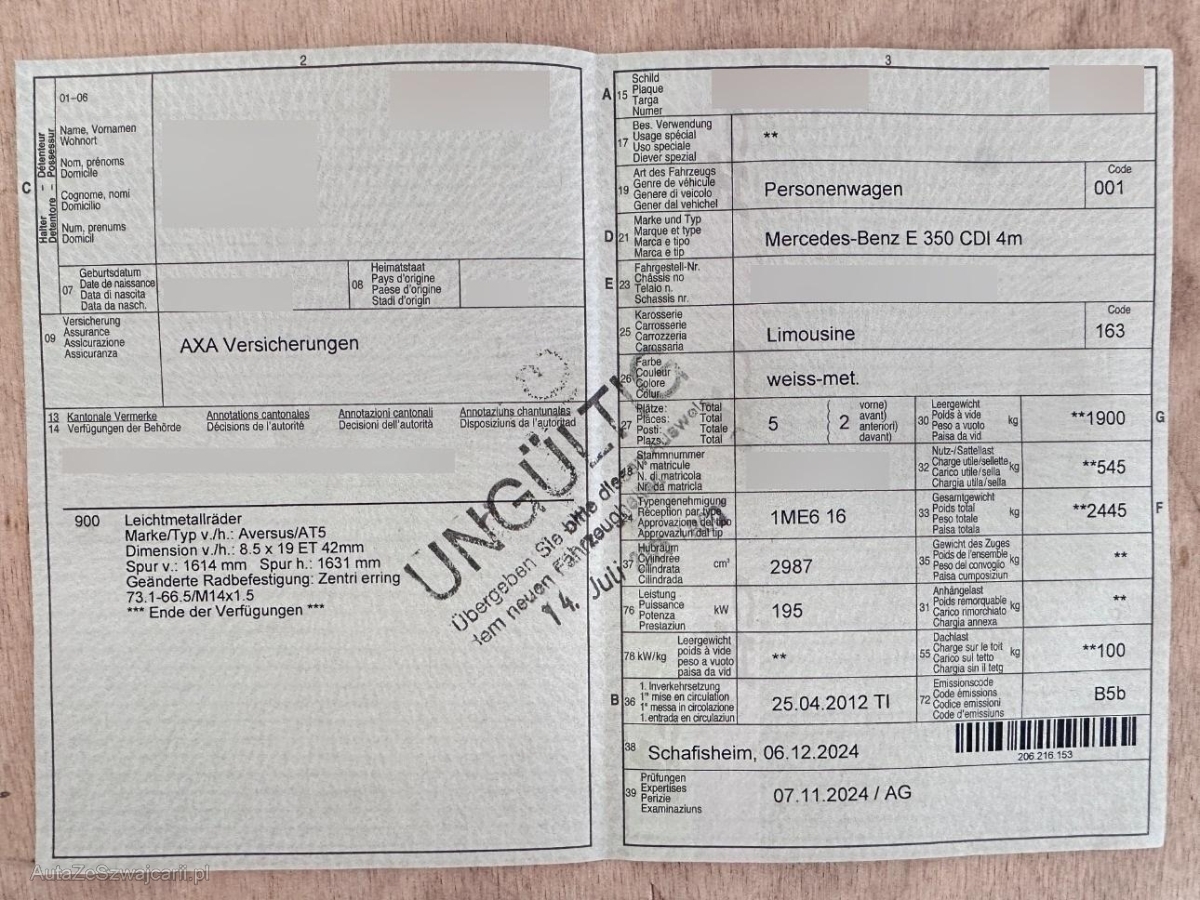 2
01–06
C
Halter – Détenteur
Detentore – Possessur
Name, Vornamen
Wohnort
Nom, prénoms
Domicile
Cognome, nomi
Domicilio
Num, prenums
Domicil
07
Geburtsdatum
Date de naissance
Data di nascita
Data da nasch.
08
Heimatstaat
Pays d'origine
Paese d'origine
Stadi d'origin
09
Versicherung
Assurance
Assicurazione
Assicuranza
AXA Versicherungen
13 Kantonale Vermerke Annotations cantonales Annotazioni cantonali Annotaziuns chantunalas
14 Verfügungen der Behörde Décisions de l'autorité Decisioni dell'autorità Disposiziuns da l'autoritad
900 Leichtmetallräder
Marke/Typ v./h.: Aversus/AT5
Dimension v./h.: 8.5 x 19 ET 42mm
Spur v.: 1614 mm Spur h.: 1631 mm
Geänderte Radbefestigung: Zentri erring
73.1-66.5/M14x1.5
*** Ende der Verfügungen ***
UNGÜLTIG
Übergeben Sie bitte diesen
dem neuen Fahrzeughalter
14. Juli
3
A 15
Schild
Plaque
Targa
Numer
17
Bes. Verwendung
Usage spécial
Uso speciale
Diever spezial
**
19
Art des Fahrzeugs
Genre de véhicule
Genere di veicolo
Gener dal vehichel
Personenwagen
Code
001
D 21
Marke und Typ
Marque et type
Marca e tipo
Marca e tip
Mercedes-Benz E 350 CDI 4m
E 23
Fahrgestell-Nr.
Châssis no
Telaio n.
Schassis nr.
25
Karosserie
Carrosserie
Carrozzeria
Carossaria
Limousine
Code
163
26
Farbe
Couleur
Colore
Colur
weiss-met.
27
Plätze: Total
Places: Total
Posti: Totale
Plazs: Total
5
2
vorne)
avant)
anteriori)
davant)
30
Leergewicht
Poids à vide
Peso a vuoto
Paisa da vid
kg
**1900
G
Stammnummer
N° matricule
N. di matricola
Nr. da matricla
32
Nutz-/Sattellast
Charge utile/sellette
Carico utile/sella
Chargia utila/sella
kg
**545
Typengenehmigung
Réception par type
Approvazione del tipo
Approvaziun dal tip
1ME6 16
33
Gesamtgewicht
Poids total
Peso totale
Paisa totala
kg
**2445
F
37
Hubraum
Cylindrée
Cilindrata
Cilindrada
cm³
2987
35
Gewicht des Zuges
Poids de l'ensemble
Peso del convoglio
Paisa cumposiziun
kg
**
76
Leistung
Puissance
Potenza
Prestaziun
kW
195
31
Anhängelast
Poids remorquable
Carico rimorchiato
Chargia annexa
kg
**
78 kW/kg
Leergewicht
poids à vide
peso a vuoto
paisa da vid
**
55
Dachlast
Charge sur le toit
Carico sul tetto
Chargia sin il tetg
kg
**100
B 36
1. Inverkehrsetzung
1re mise en circulation
1a messa in circolazione
1. entrada en circulaziun
25.04.2012 TI
72
Emissionscode
Code émissions
Codice emissioni
Code d'emissiuns
B5b
38
Schafisheim, 06.12.2024
206 216 153
39
Prüfungen
Expertises
Perizie
Examinaziuns
07.11.2024 / AG
AutaZeSzwajcarii.pl